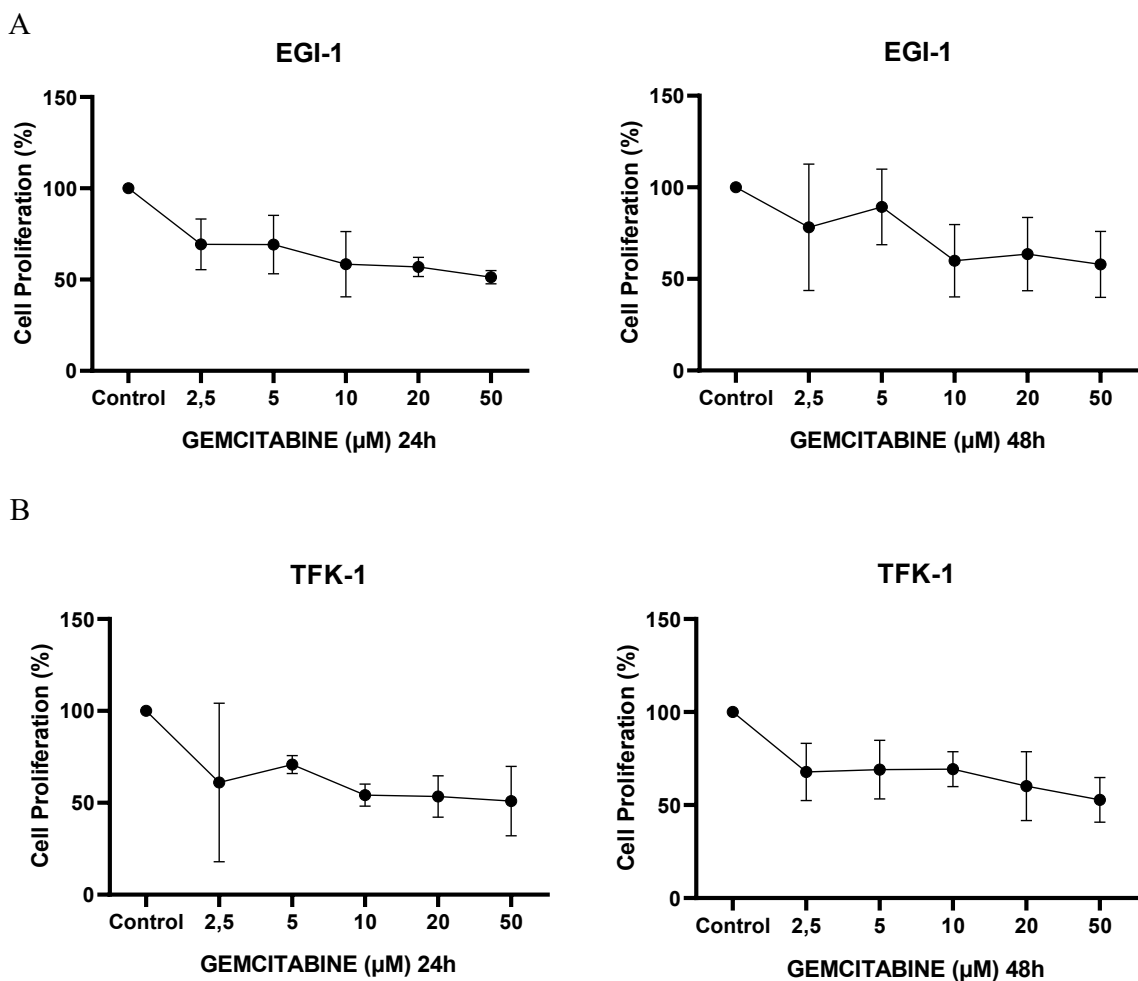 A
EGI-1
Cell Proliferation (%)
150
100
50
0
Control 2,5 5 10 20 50
GEMCITABINE (µM) 24h
EGI-1
Cell Proliferation (%)
150
100
50
0
Control 2,5 5 10 20 50
GEMCITABINE (µM) 48h
B
TFK-1
Cell Proliferation (%)
150
100
50
0
Control 2,5 5 10 20 50
GEMCITABINE (µM) 24h
TFK-1
Cell Proliferation (%)
150
100
50
0
Control 2,5 5 10 20 50
GEMCITABINE (µM) 48h